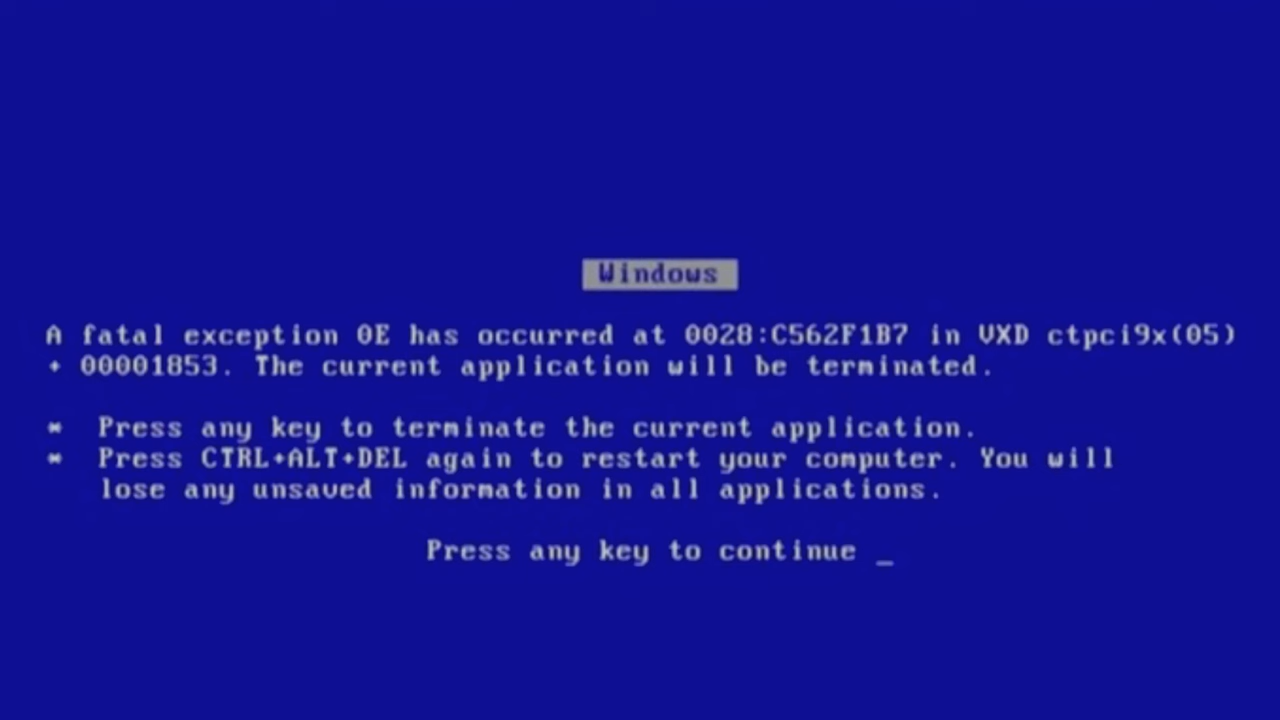 Windows
A fatal exception 0E has occurred at 0028:C562F1B7 in VXD ctpci9x(05)
+ 00001853. The current application will be terminated.
* Press any key to terminate the current application.
* Press CTRL+ALT+DEL again to restart your computer. You will
lose any unsaved information in all applications.
Press any key to continue _